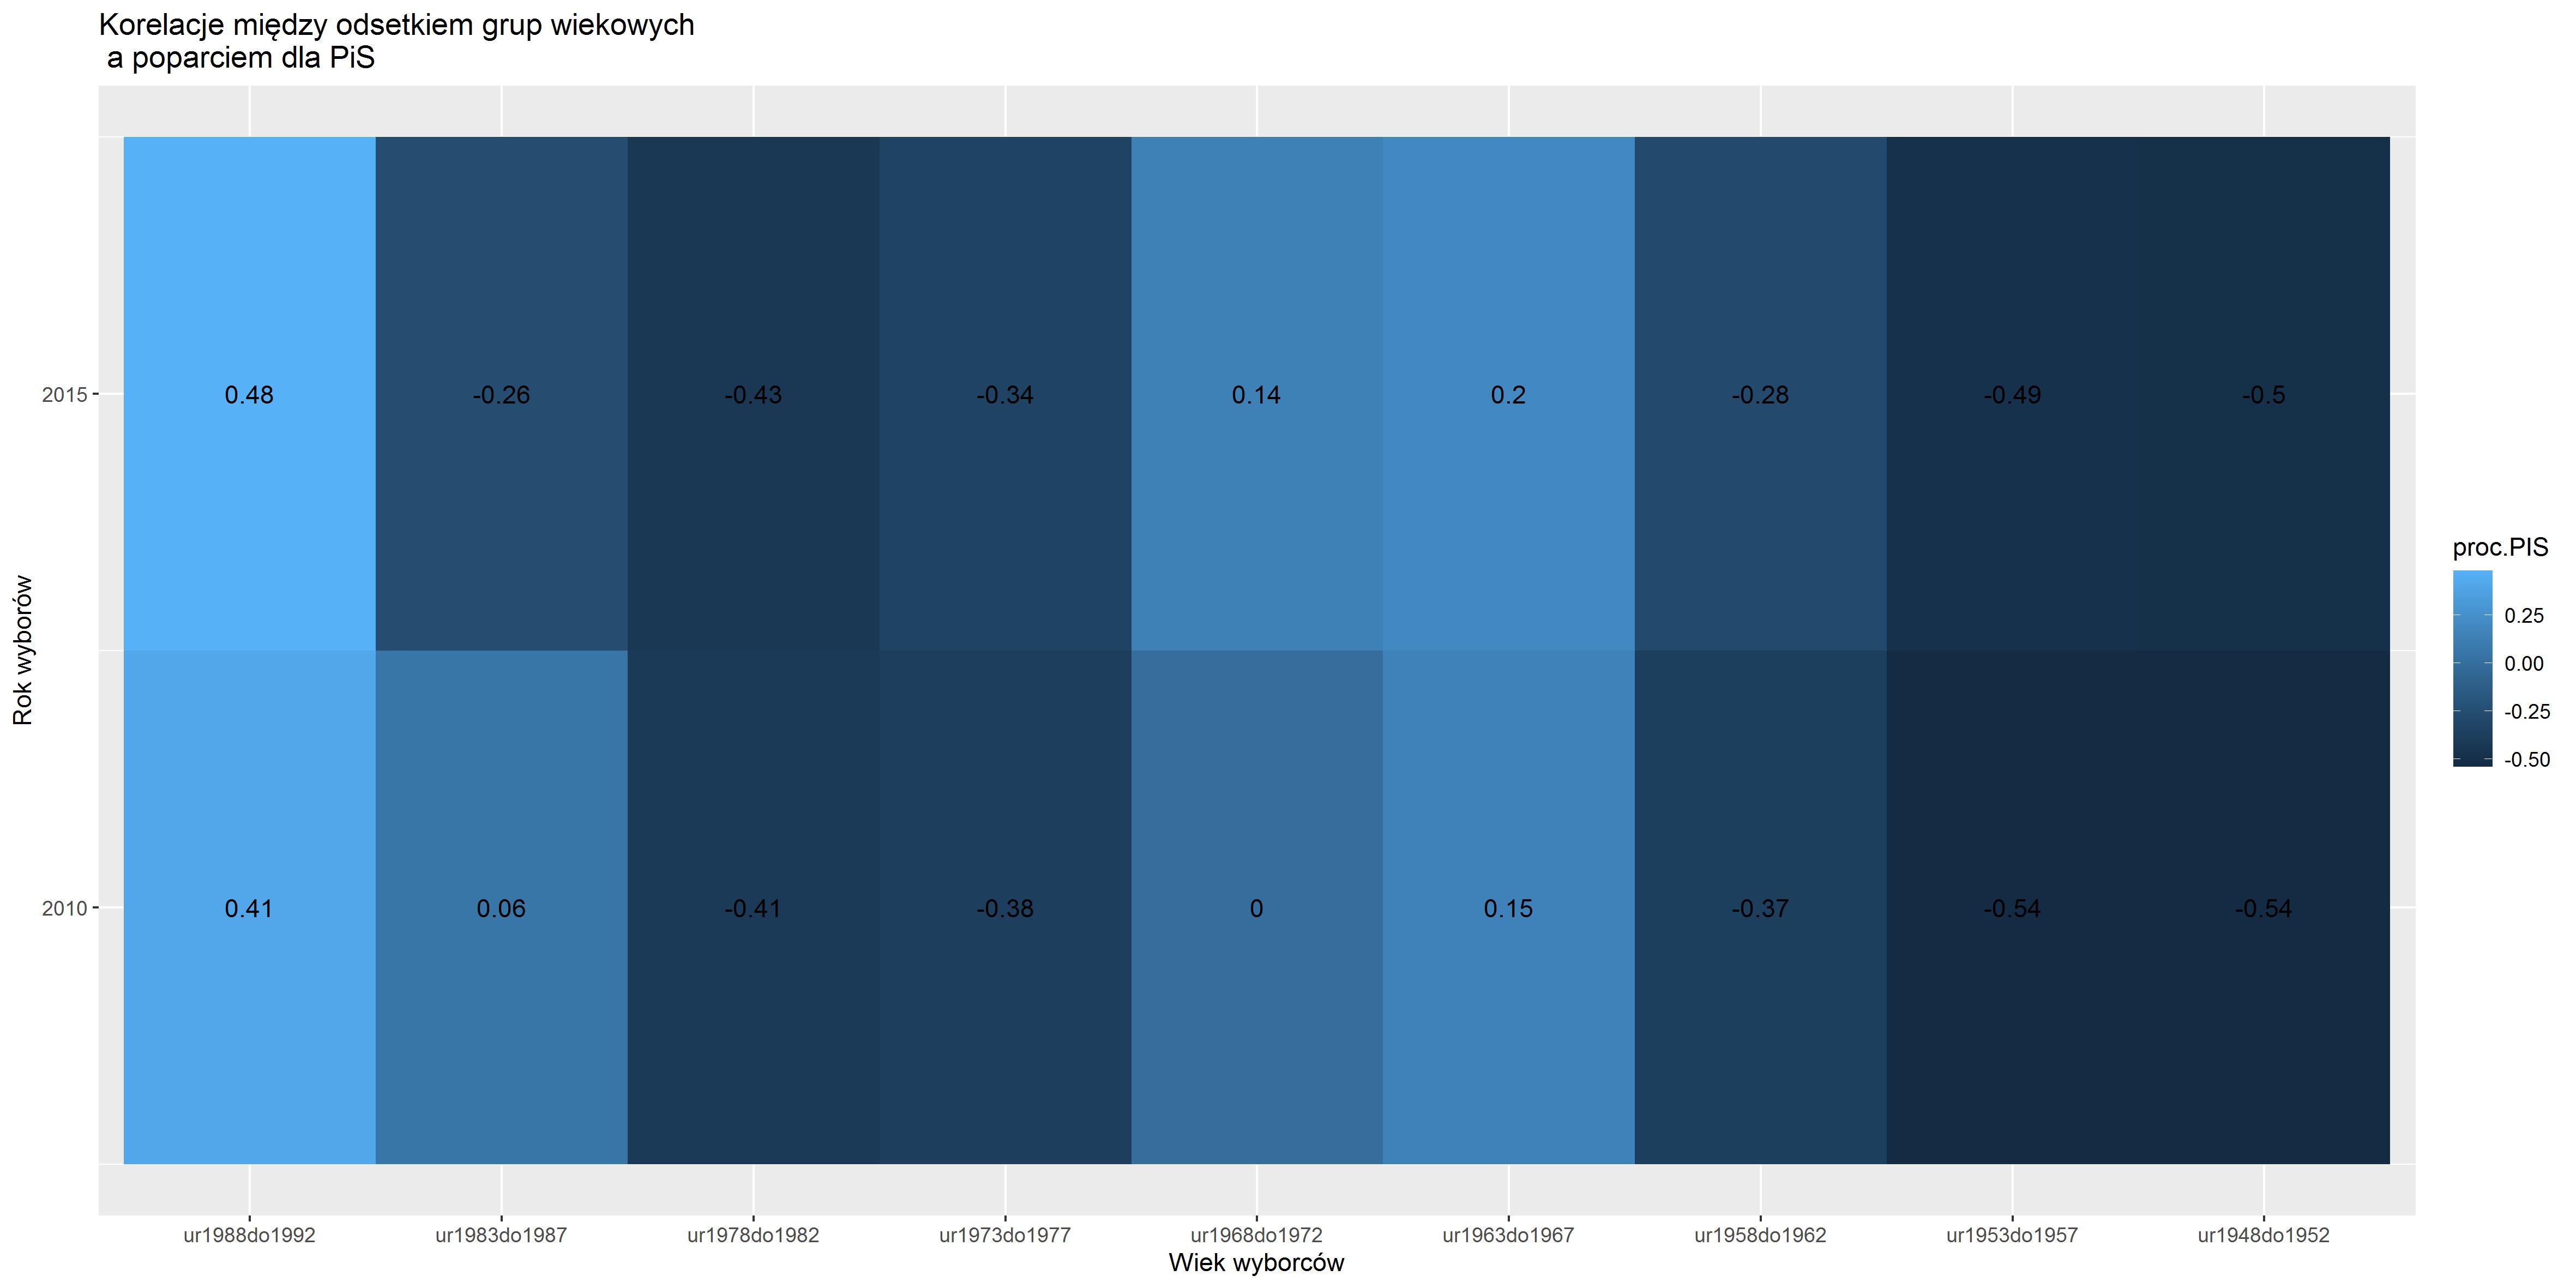 Korelacje między odsetkiem grup wiekowych
a poparciem dla PiS
Rok wyborów
2015
0.48 -0.26 -0.43 -0.34 0.14 0.2 -0.28 -0.49 -0.5
2010
0.41 0.06 -0.41 -0.38 0 0.15 -0.37 -0.54 -0.54
ur1988do1992 ur1983do1987 ur1978do1982 ur1973do1977 ur1968do1972 ur1963do1967 ur1958do1962 ur1953do1957 ur1948do1952
Wiek wyborców
proc.PIS
0.25
0.00
-0.25
-0.50